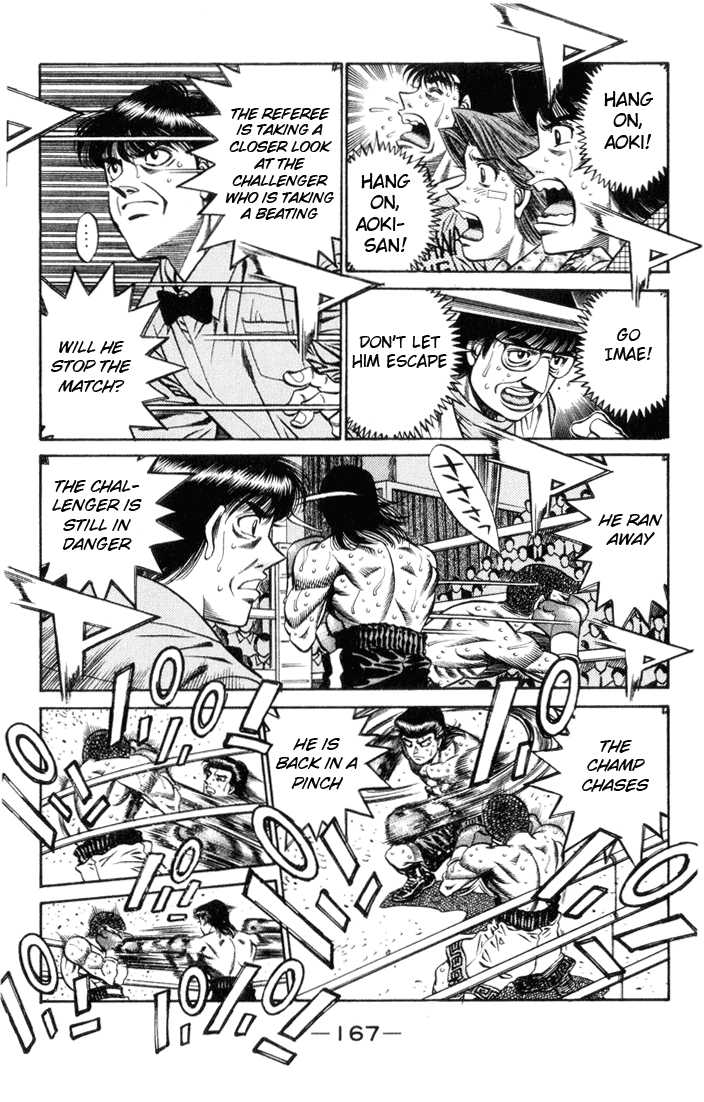 HANG
ON,
AOKI!
HANG
ON,
AOKI-
SAN!
THE REFEREE
IS TAKING A
CLOSER LOOK
AT THE
CHALLENGER
WHO IS TAKING
A BEATING
....
GO
IMAE!
DON'T LET
HIM ESCAPE
WILL HE
STOP THE
MATCH?
HE RAN
AWAY
THE CHAL-
LENGER IS
STILL IN
DANGER
THE
CHAMP
CHASES
HE IS
BACK IN A
PINCH
—167—